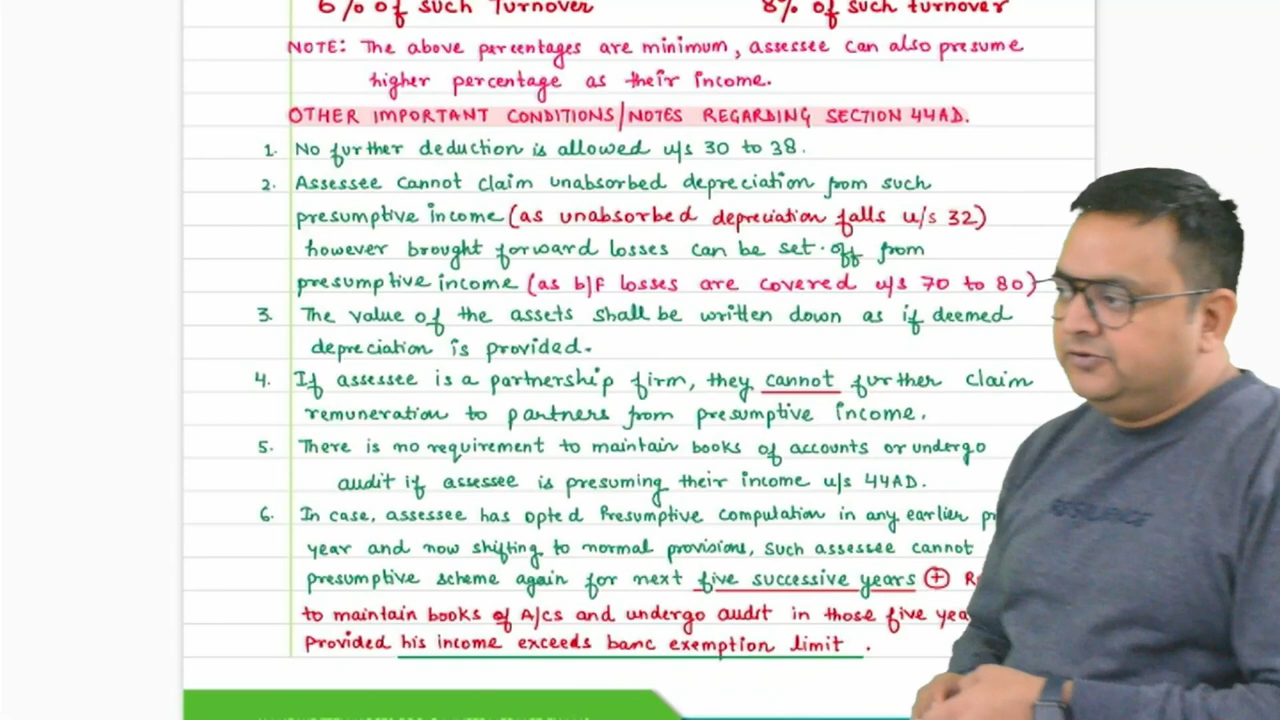 6% of such Turnover 8% of such turnover
NOTE: The above percentages are minimum, assessee can also presume
higher percentage as their income.
OTHER IMPORTANT CONDITIONS/NOTES REGARDING SECTION 44AD.
1. No further deduction is allowed u/s 30 to 38.
2. Assessee cannot claim unabsorbed depreciation from such
presumptive income (as unabsorbed depreciation falls u/s 32)
however brought forward losses can be set-off from
presumptive income (as b/f losses are covered u/s 70 to 80)
3. The value of the assets shall be written down as if deemed
depreciation is provided.
4. If assessee is a partnership firm, they cannot further claim
remuneration to partners from presumptive income.
5. There is no requirement to maintain books of accounts or undergo
audit if assessee is presuming their income u/s 44AD.
6. In case, assessee has opted Presumptive computation in any earlier
year and now shifting to normal provisions, such assessee cannot
presumptive scheme again for next five successive years +
to maintain books of A/cs and undergo audit in those five
Provided his income exceeds banc exemption limit.